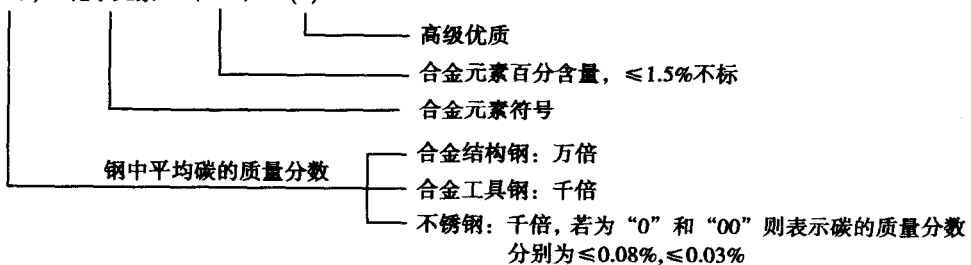 高级优质
合金元素百分含量，≤1.5%不标
合金元素符号
合金结构钢：万倍
钢中平均碳的质量分数
合金工具钢：千倍
不锈钢：千倍，若为“0”和“00”则表示碳的质量分数
分别为≤0.08%,≤0.03%